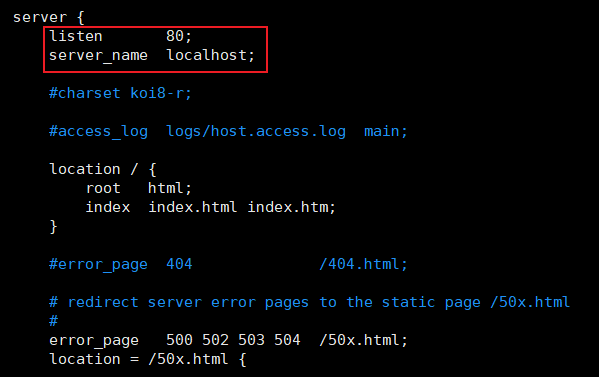 server {
    listen       80;
    server_name  localhost;
    #charset koi8-r;
    #access_log  logs/host.access.log  main;
    location / {
        root   html;
        index  index.html index.htm;
    }
    #error_page  404              /404.html;
    # redirect server error pages to the static page /50x.html
    #
    error_page   500 502 503 504  /50x.html;
    location = /50x.html {